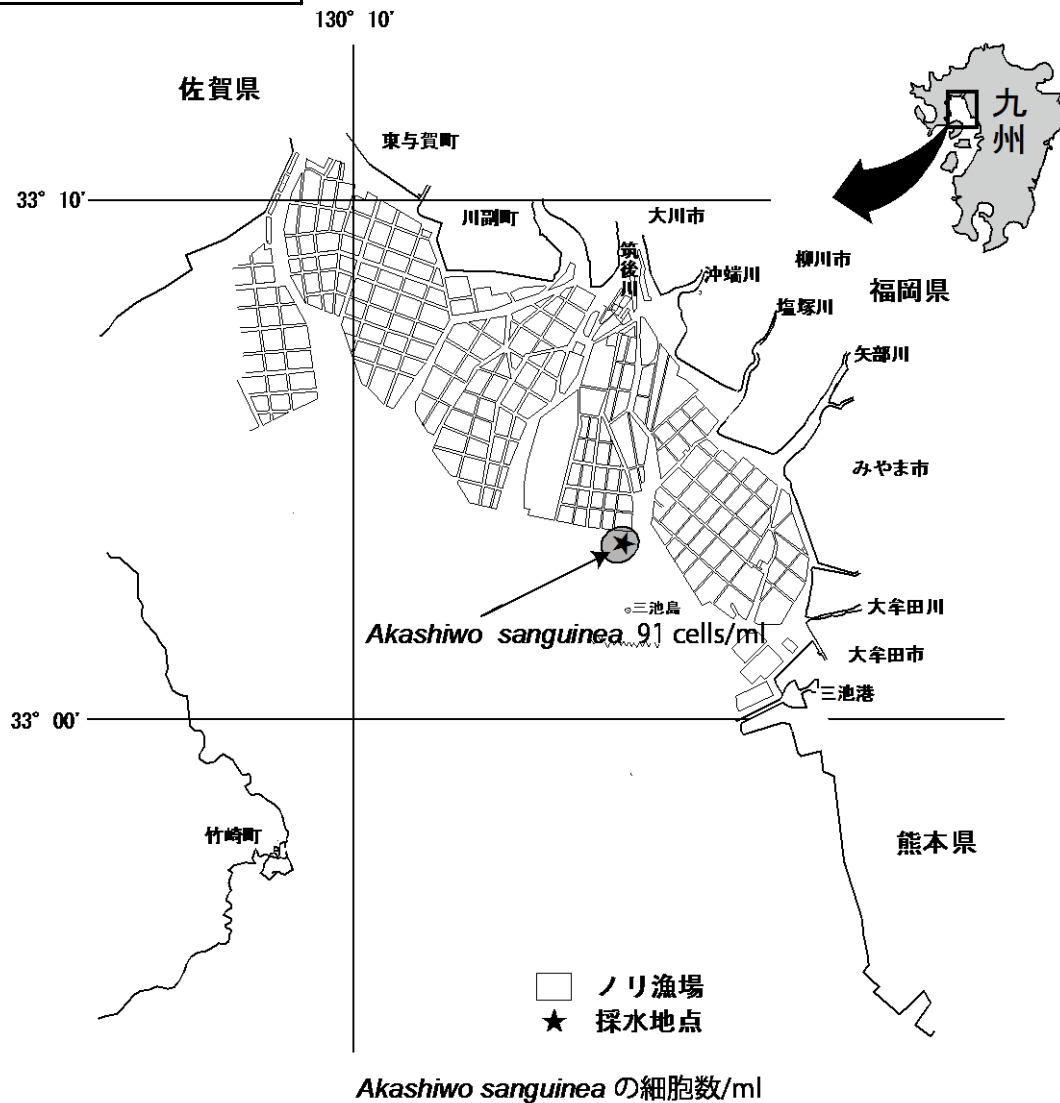 130° 10'
佐賀県
九州
東与賀町
33° 10'
川副町
大川市
筑後川
沖端川
柳川市
福岡県
塩塚川
矢部川
みやま市
三池島
大牟田川
Akashiwo sanguinea 91 cells/ml
大牟田市
三池港
33° 00'
竹崎町
熊本県
ノリ漁場
採水地点
Akashiwo sanguinea の細胞数/ml